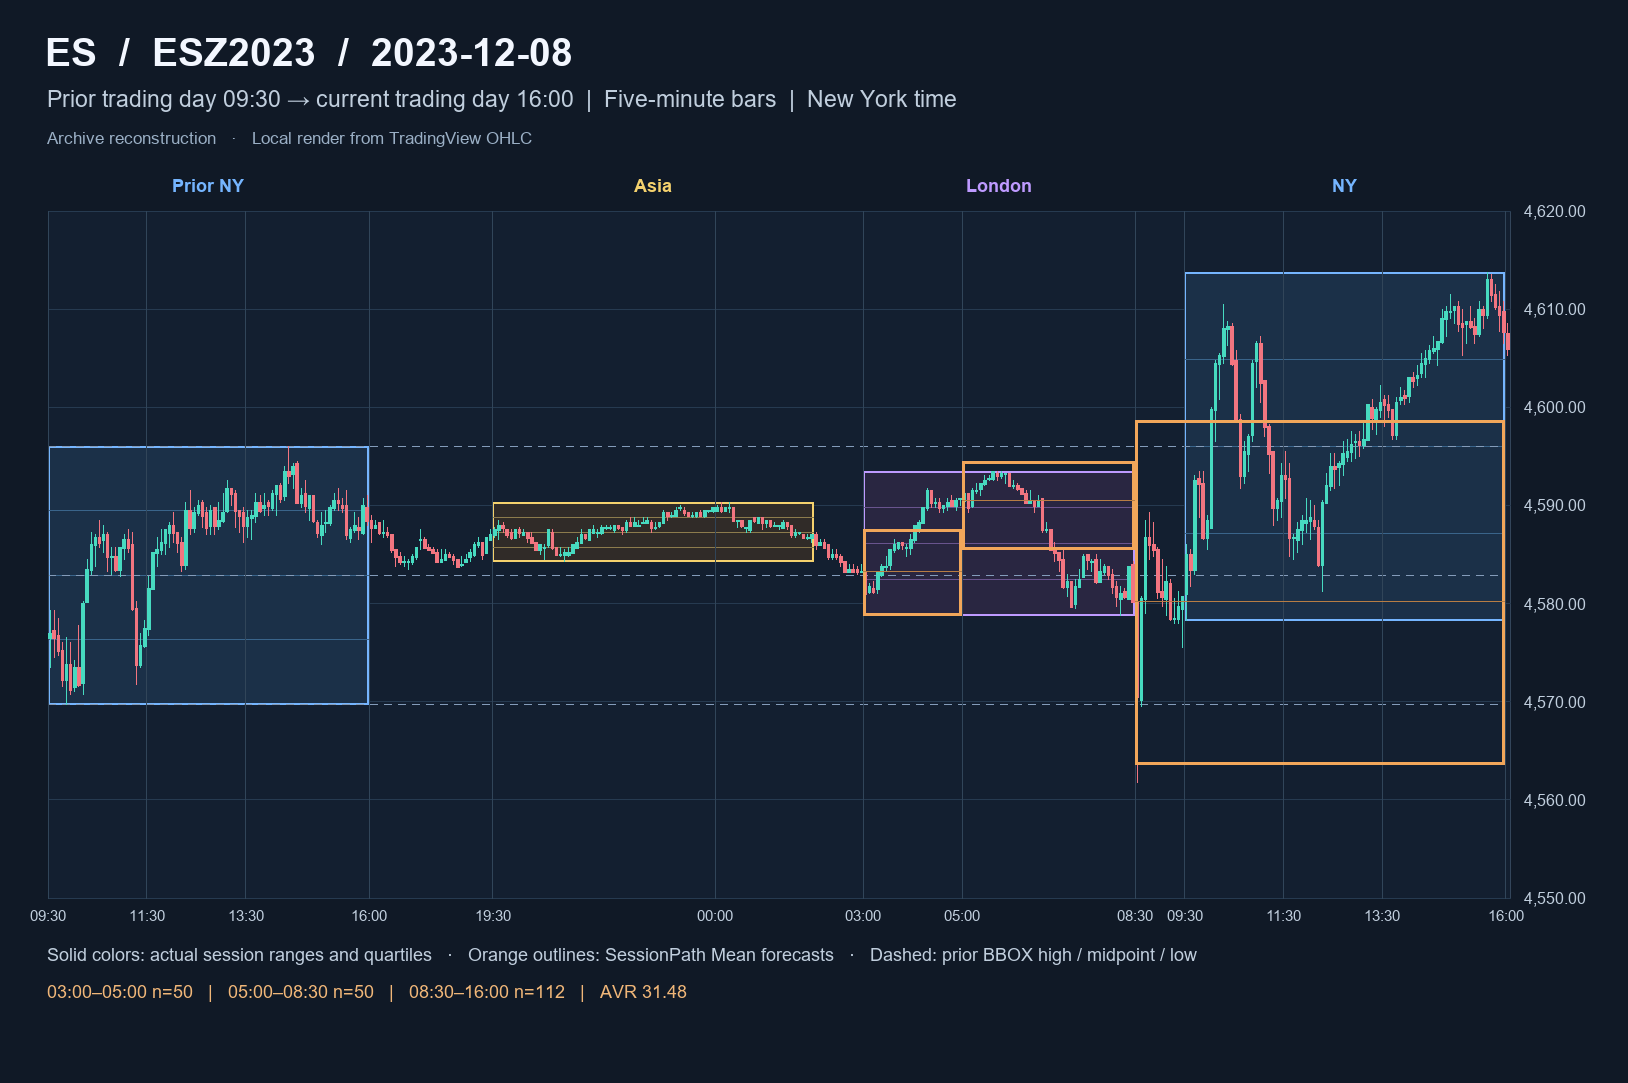 ES / ESZ2023 / 2023-12-08
Prior trading day 09:30 → current trading day 16:00 | Five-minute bars | New York time
Archive reconstruction · Local render from TradingView OHLC
Prior NY Asia London NY
4,620.00
4,610.00
4,600.00
4,590.00
4,580.00
4,570.00
4,560.00
4,550.00
09:30 11:30 13:30 16:00 19:30 00:00 03:00 05:00 08:30 09:30 11:30 13:30 16:00
Solid colors: actual session ranges and quartiles · Orange outlines: SessionPath Mean forecasts · Dashed: prior BBOX high / midpoint / low
03:00–05:00 n=50 | 05:00–08:30 n=50 | 08:30–16:00 n=112 | AVR 31.48